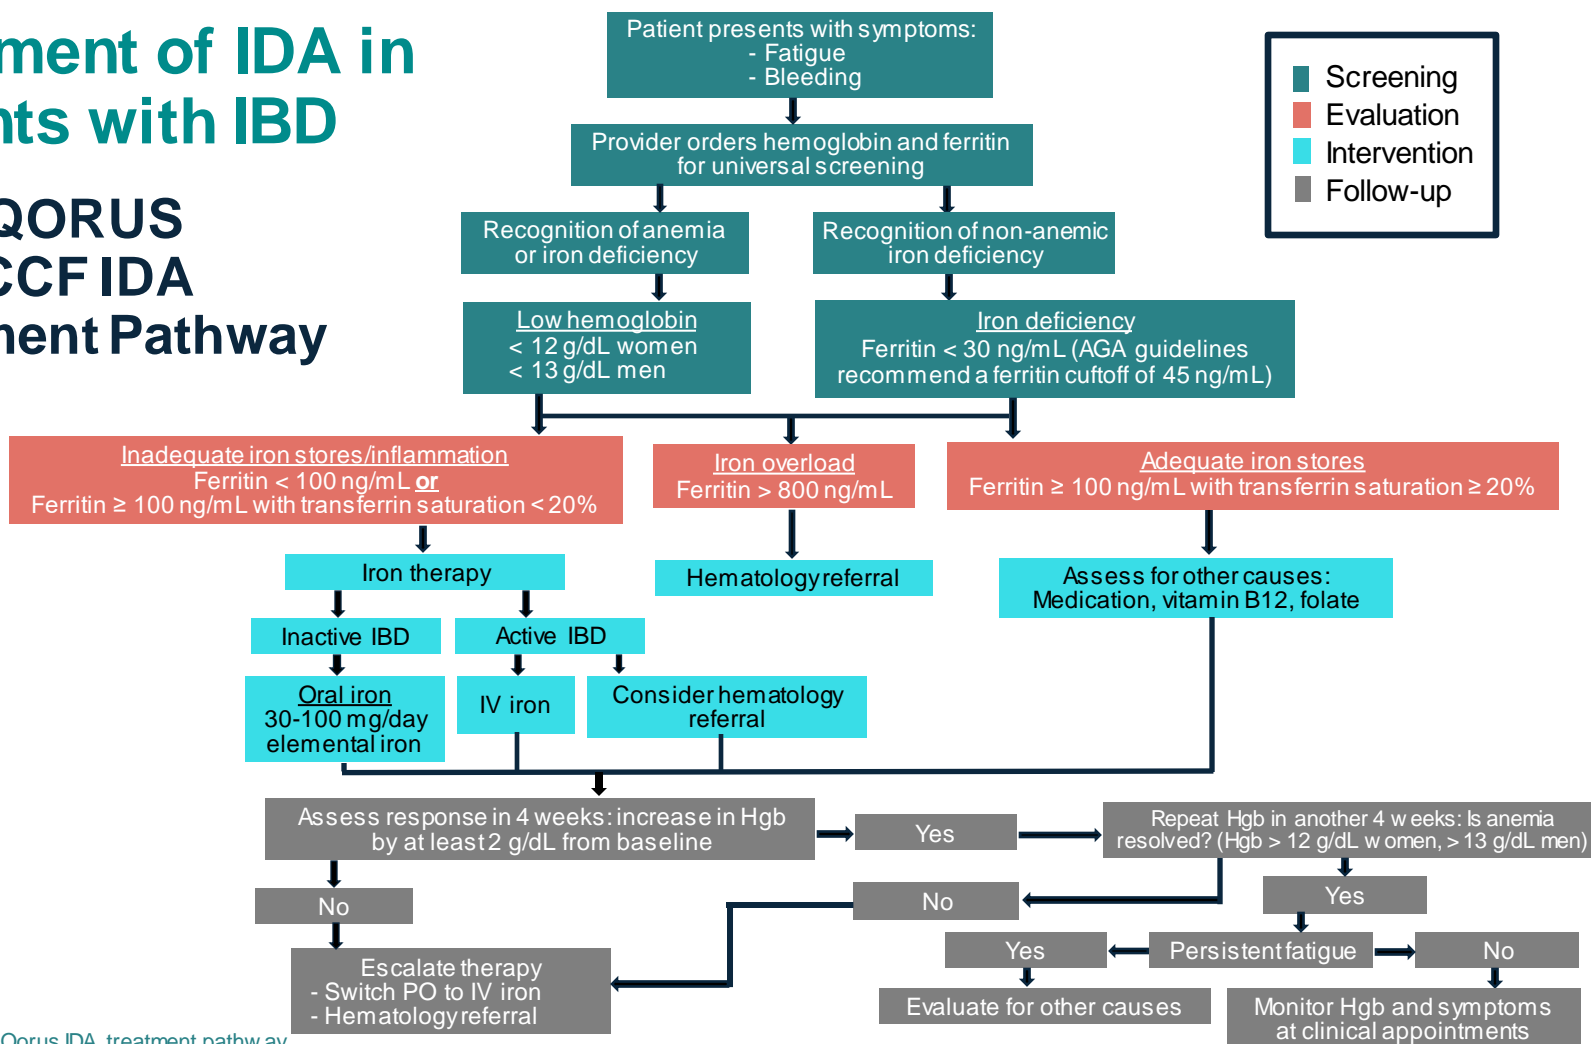 ment of IDA in
nts with IBD
QORUS
CCF IDA
ment Pathway
Patient presents with symptoms:
- Fatigue
- Bleeding
Screening
Evaluation
Intervention
Follow-up
Provider orders hemoglobin and ferritin
for universal screening
Recognition of anemia
or iron deficiency
Recognition of non-anemic
iron deficiency
Low hemoglobin
< 12 g/dL women
< 13 g/dL men
Iron deficiency
Ferritin < 30 ng/mL (AGA guidelines
recommend a ferritin cuftoff of 45 ng/mL)
Inadequate iron stores/inflammation
Ferritin < 100 ng/mL or
Ferritin ≥ 100 ng/mL with transferrin saturation < 20%
Iron overload
Ferritin > 800 ng/mL
Adequate iron stores
Ferritin ≥ 100 ng/mL with transferrin saturation ≥ 20%
Iron therapy
Hematology referral
Assess for other causes:
Medication, vitamin B12, folate
Inactive IBD
Active IBD
Oral iron
30-100 mg/day
elemental iron
IV iron
Consider hematology
referral
Assess response in 4 weeks: increase in Hgb
by at least 2 g/dL from baseline
Yes
Repeat Hgb in another 4 weeks: Is anemia
resolved? (Hgb > 12 g/dL women, > 13 g/dL men)
No
No
Yes
Escalate therapy
- Switch PO to IV iron
- Hematology referral
Yes
Persistent fatigue
No
Evaluate for other causes
Monitor Hgb and symptoms
at clinical appointments
Qorus IDA treatment pathway